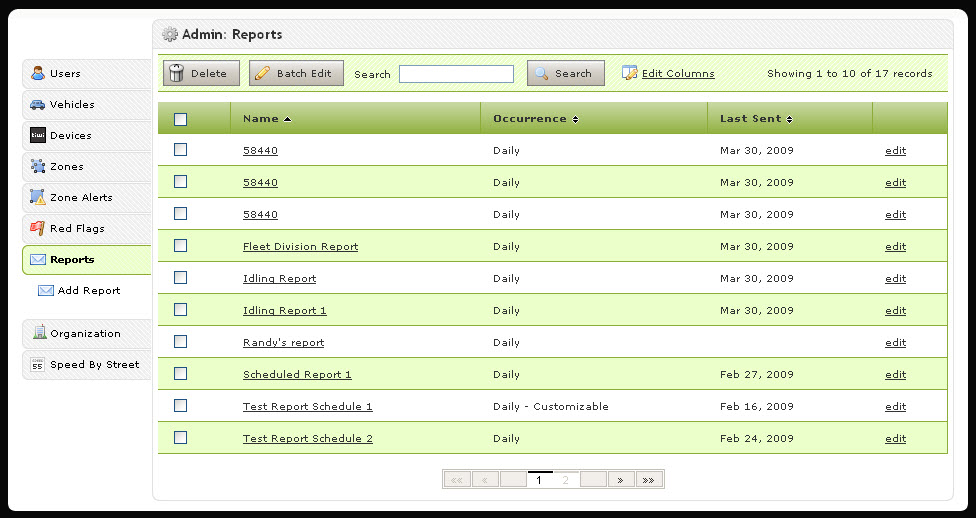 Admin: Reports
Users
Vehicles
Devices
Zones
Zone Alerts
Red Flags
Reports
Add Report
Organization
55 Speed By Street
Delete Batch Edit Search Search Edit Columns Showing 1 to 10 of 17 records
Name Occurrence Last Sent
58440 Daily Mar 30, 2009 edit
58440 Daily Mar 30, 2009 edit
58440 Daily Mar 30, 2009 edit
Fleet Division Report Daily Mar 30, 2009 edit
Idling Report Daily Mar 30, 2009 edit
Idling Report 1 Daily Mar 30, 2009 edit
Randy's report Daily edit
Scheduled Report 1 Daily Feb 27, 2009 edit
Test Report Schedule 1 Daily - Customizable Feb 16, 2009 edit
Test Report Schedule 2 Daily Feb 24, 2009 edit
«« « 1 2 » »»